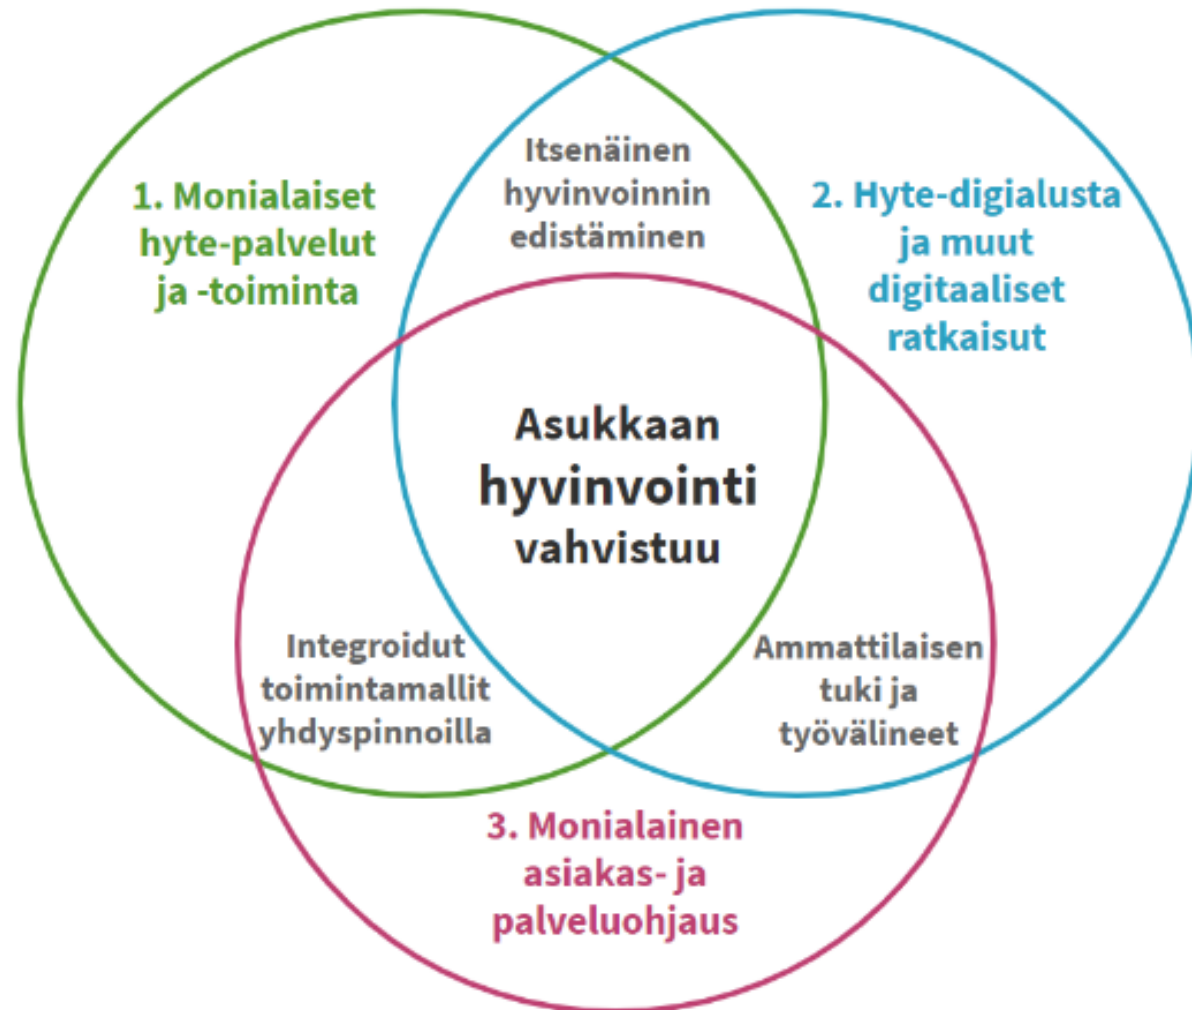 Itsenäinen
hyvinvoinnin
edistäminen
1. Monialaiset
hyte-palvelut
ja -toiminta
2. Hyte-digialusta
ja muut
digitaaliset
ratkaisut
Asukkaan
hyvinvointi
vahvistuu
Integroidut
toimintamallit
yhdyspinnoilla
Ammattilaisen
tuki ja
työvälineet
3. Monialainen
asiakas- ja
palveluohjaus